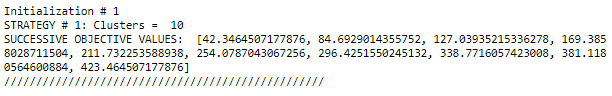 Initialization # 1
STRATEGY # 1: Clusters =  10
SUCCESSIVE OBJECTIVE VALUES:  [42.3464507177876, 84.6929014355752, 127.03935215336278, 169.385
8028711504, 211.732253588938, 254.0787043067256, 296.4251550245132, 338.7716057423008, 381.118
0564600884, 423.464507177876]
//////////////////////////////////////////////////